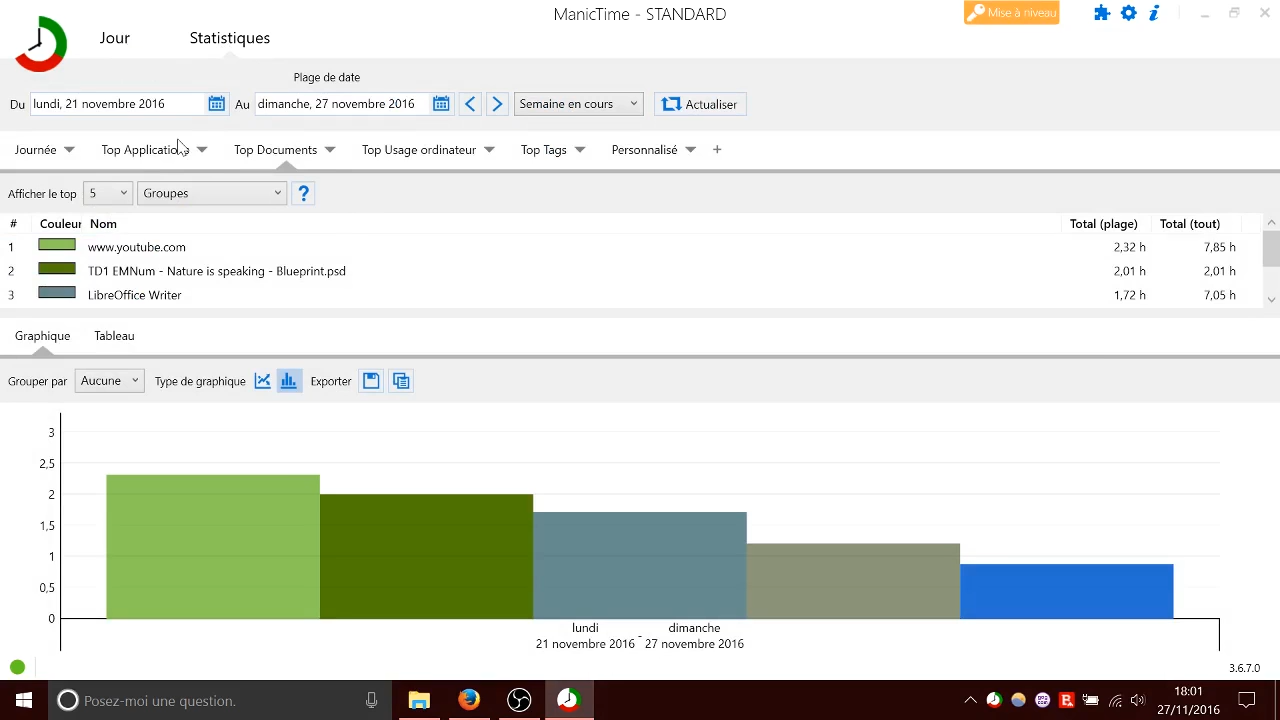 ManicTime - STANDARD
Mise à niveau
Jour
Statistiques
Plage de date
Du
lundi, 21 novembre 2016
Au
dimanche, 27 novembre 2016
Semaine en cours
Actualiser
Journée
Top Applications
Top Documents
Top Usage ordinateur
Top Tags
Personnalisé
+
Afficher le top
5
Groupes
?
# Couleur Nom Total (plage) Total (tout)
1 www.youtube.com 2,32 h 7,85 h
2 TD1 EMNum - Nature is speaking - Blueprint.psd 2,01 h 2,01 h
3 LibreOffice Writer 1,72 h 7,05 h
Graphique
Tableau
Grouper par
Aucune
Type de graphique
Exporter
3
2,5
2
1,5
1
0,5
0
lundi - dimanche
21 novembre 2016 27 novembre 2016
3.6.7.0
Posez-moi une question.
18:01
27/11/2016